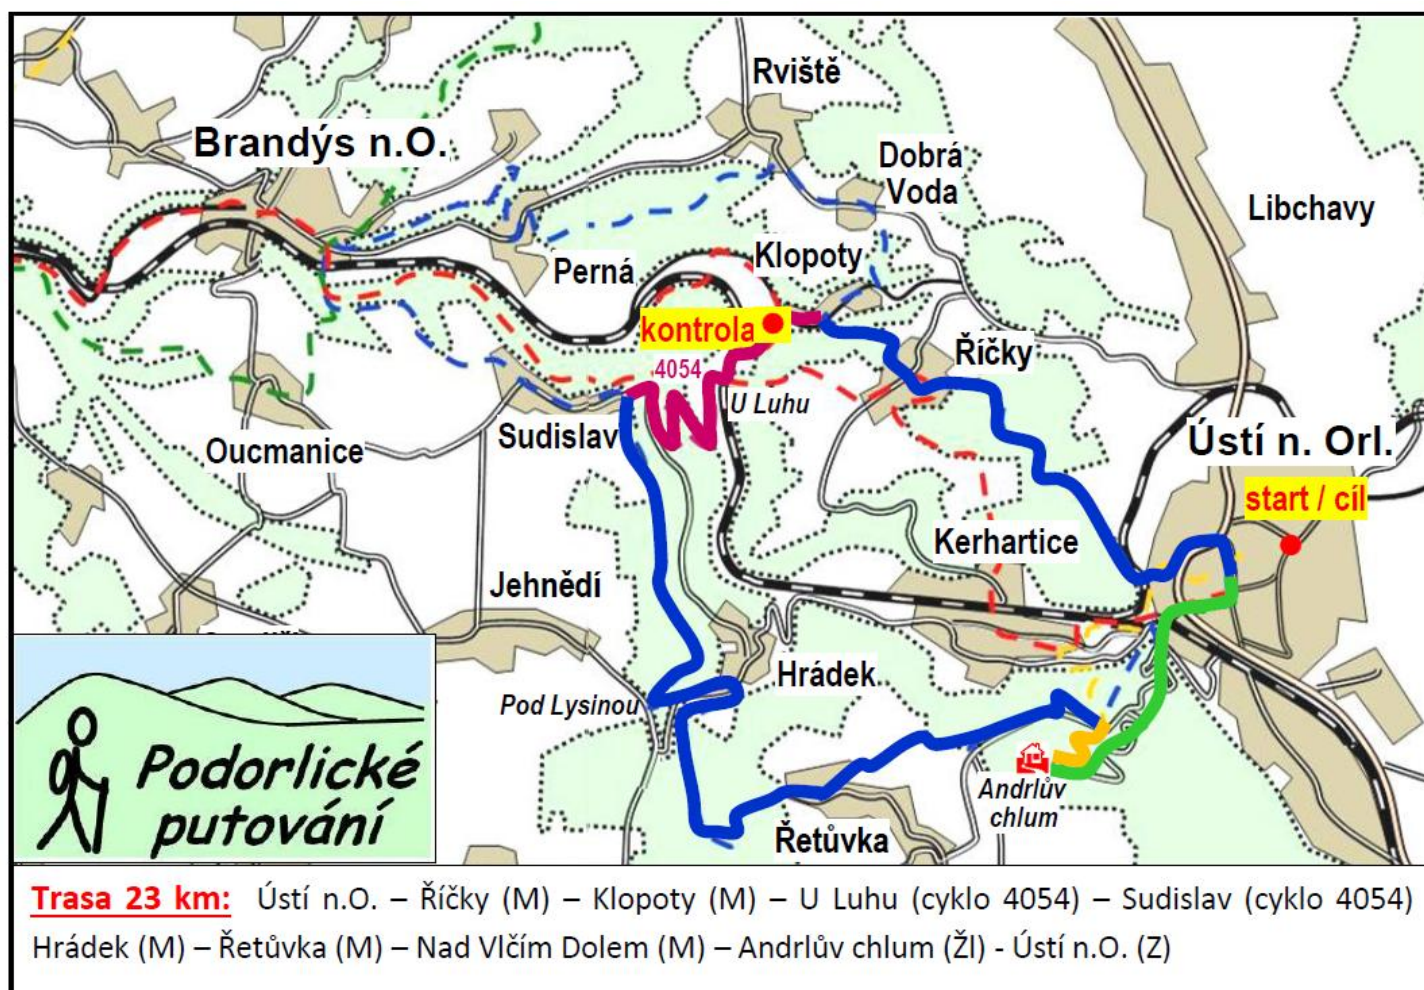 Rviště
Brandýs n.O.
Dobrá
Voda
Libchavy
Klopoty
Perná
kontrola
Říčky
4054
U Luhu
Sudislav
Oucmanice
Ústí n. Orl.
start / cíl
Kerhartice
Jehnědí
Hrádek
Pod Lysinou
Andrlův
chlum
Řetůvka
Podorlické
putování
Trasa 23 km: Ústí n.O. – Říčky (M) – Klopoty (M) – U Luhu (cyklo 4054) – Sudislav (cyklo 4054)
Hrádek (M) – Řetůvka (M) – Nad Vlčím Dolem (M) – Andrlův chlum (Žl) - Ústí n.O. (Z)